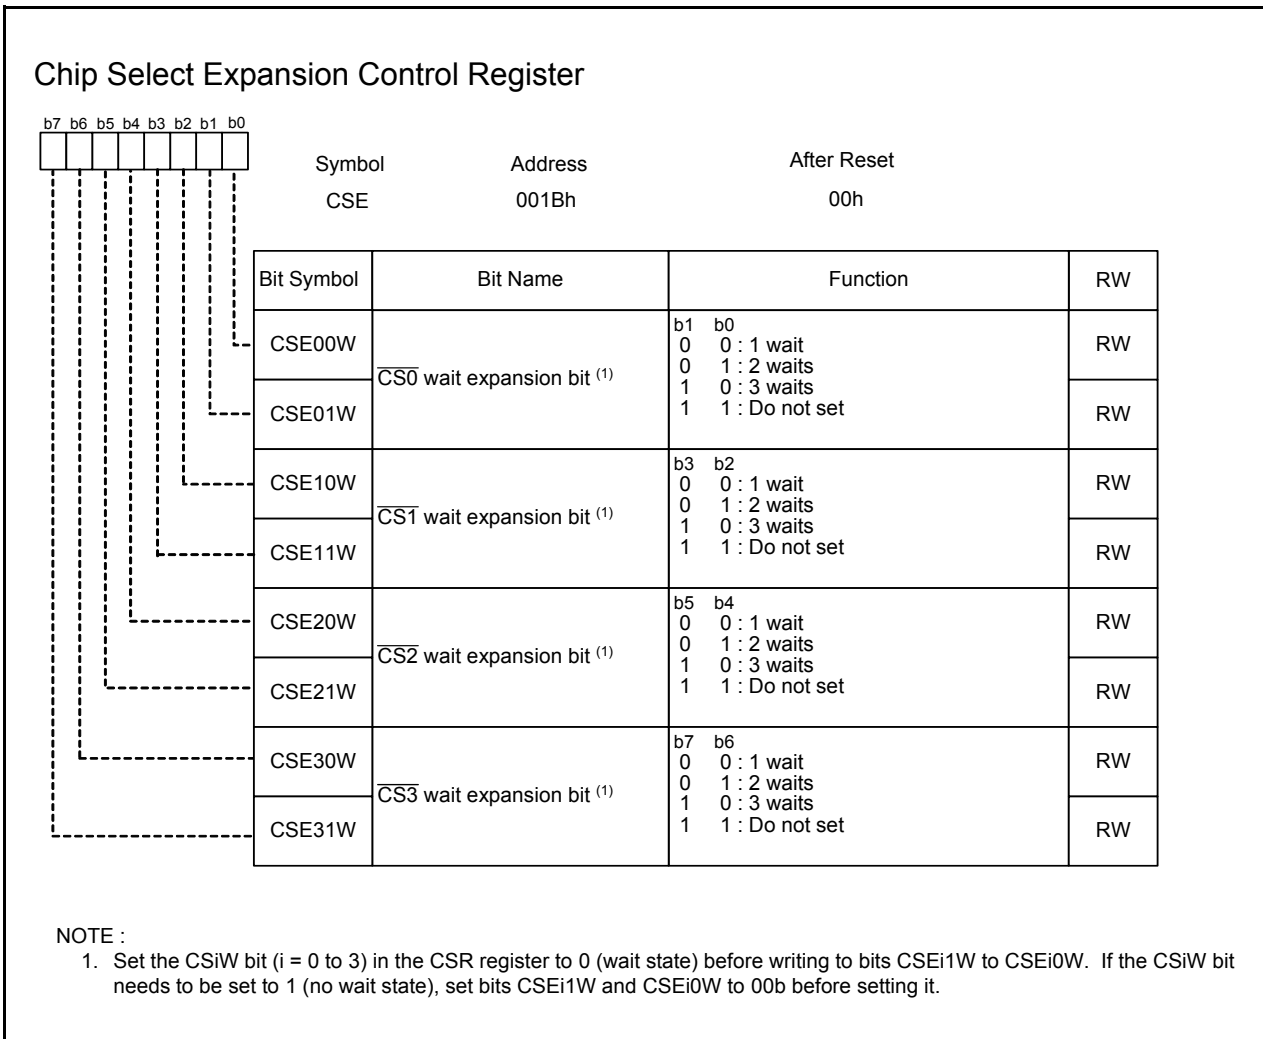 Chip Select Expansion Control Register
b7 b6 b5 b4 b3 b2 b1 b0
Symbol Address After Reset
CSE 001Bh 00h
Bit Symbol Bit Name Function RW
CSE00W RW
CSE01W RW
CS0 wait expansion bit (1)
b1 b0
0 0 : 1 wait
0 1 : 2 waits
1 0 : 3 waits
1 1 : Do not set
CSE10W RW
CSE11W RW
CS1 wait expansion bit (1)
b3 b2
0 0 : 1 wait
0 1 : 2 waits
1 0 : 3 waits
1 1 : Do not set
CSE20W RW
CSE21W RW
CS2 wait expansion bit (1)
b5 b4
0 0 : 1 wait
0 1 : 2 waits
1 0 : 3 waits
1 1 : Do not set
CSE30W RW
CSE31W RW
CS3 wait expansion bit (1)
b7 b6
0 0 : 1 wait
0 1 : 2 waits
1 0 : 3 waits
1 1 : Do not set
NOTE :
1. Set the CSiW bit (i = 0 to 3) in the CSR register to 0 (wait state) before writing to bits CSEi1W to CSEi0W. If the CSiW bit
needs to be set to 1 (no wait state), set bits CSEi1W and CSEi0W to 00b before setting it.